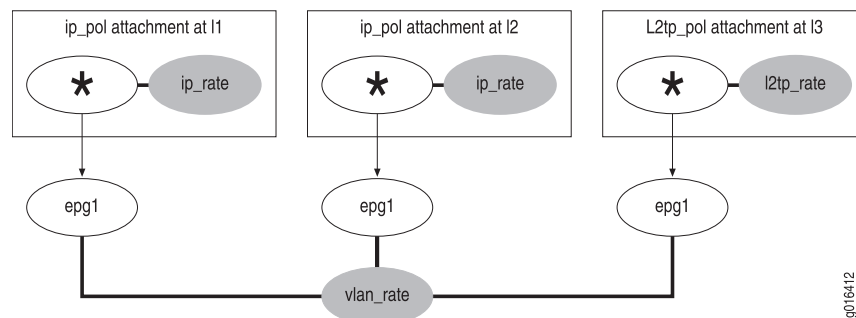 ip_pol attachment at I1
ip_pol attachment at I2
L2tp_pol attachment at I3
* ip_rate
* ip_rate
* l2tp_rate
epg1
epg1
epg1
vlan_rate
g016412